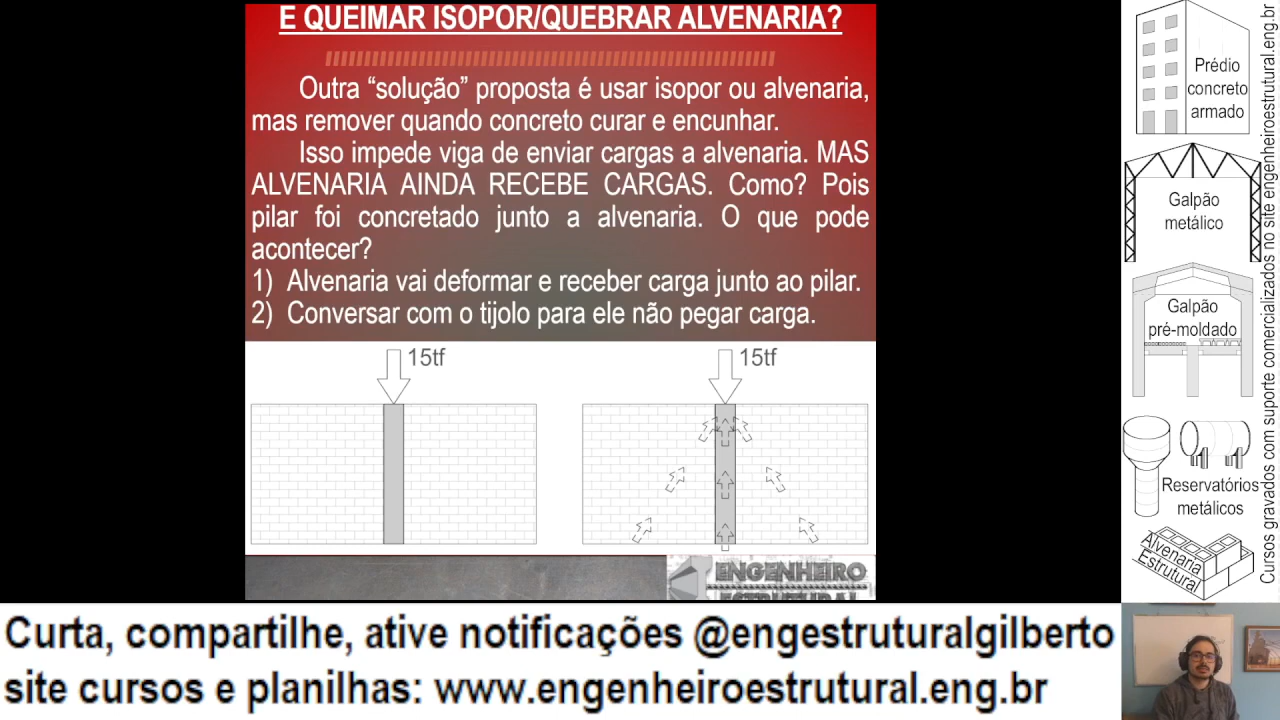 E QUEIMAR ISOPOR/QUEBRAR ALVENARIA?
Outra “solução” proposta é usar isopor ou alvenaria,
mas remover quando concreto curar e encunhar.
Isso impede viga de enviar cargas a alvenaria. MAS
ALVENARIA AINDA RECEBE CARGAS. Como? Pois
pilar foi concretado junto a alvenaria. O que pode
acontecer?
1) Alvenaria vai deformar e receber carga junto ao pilar.
2) Conversar com o tijolo para ele não pegar carga.
15tf
15tf
ENGENHEIRO
ESTRUTURAL
Prédio
concreto
armado
Galpão
metálico
Galpão
pré-moldado
Reservatórios
metálicos
Alvenaria
Estrutural
Cursos gravados com suporte comercializados no site engenheiroestrutural.eng.br
Curta, compartilhe, ative notificações @engestruturalgilberto
site cursos e planilhas: www.engenheiroestrutural.eng.br